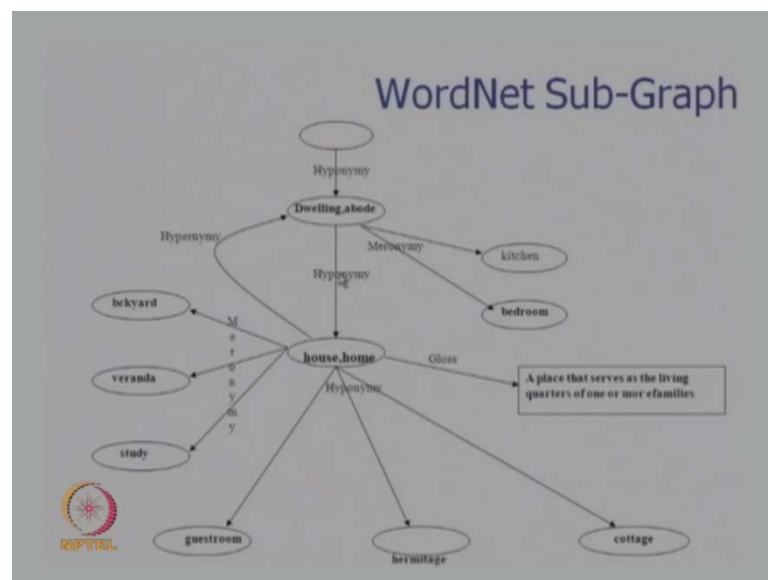 WordNet Sub-Graph
Hyponymy
Dwelling,abode
Hypernymy
Meronymy
kitchen
Hyponymy
bedroom
bckyard
Meronymy
house,home
Gloss
A place that serves as the living
quarters of one or mor efamilies
veranda
Hyponymy
study
guestroom
hermitage
cottage
NPTEL